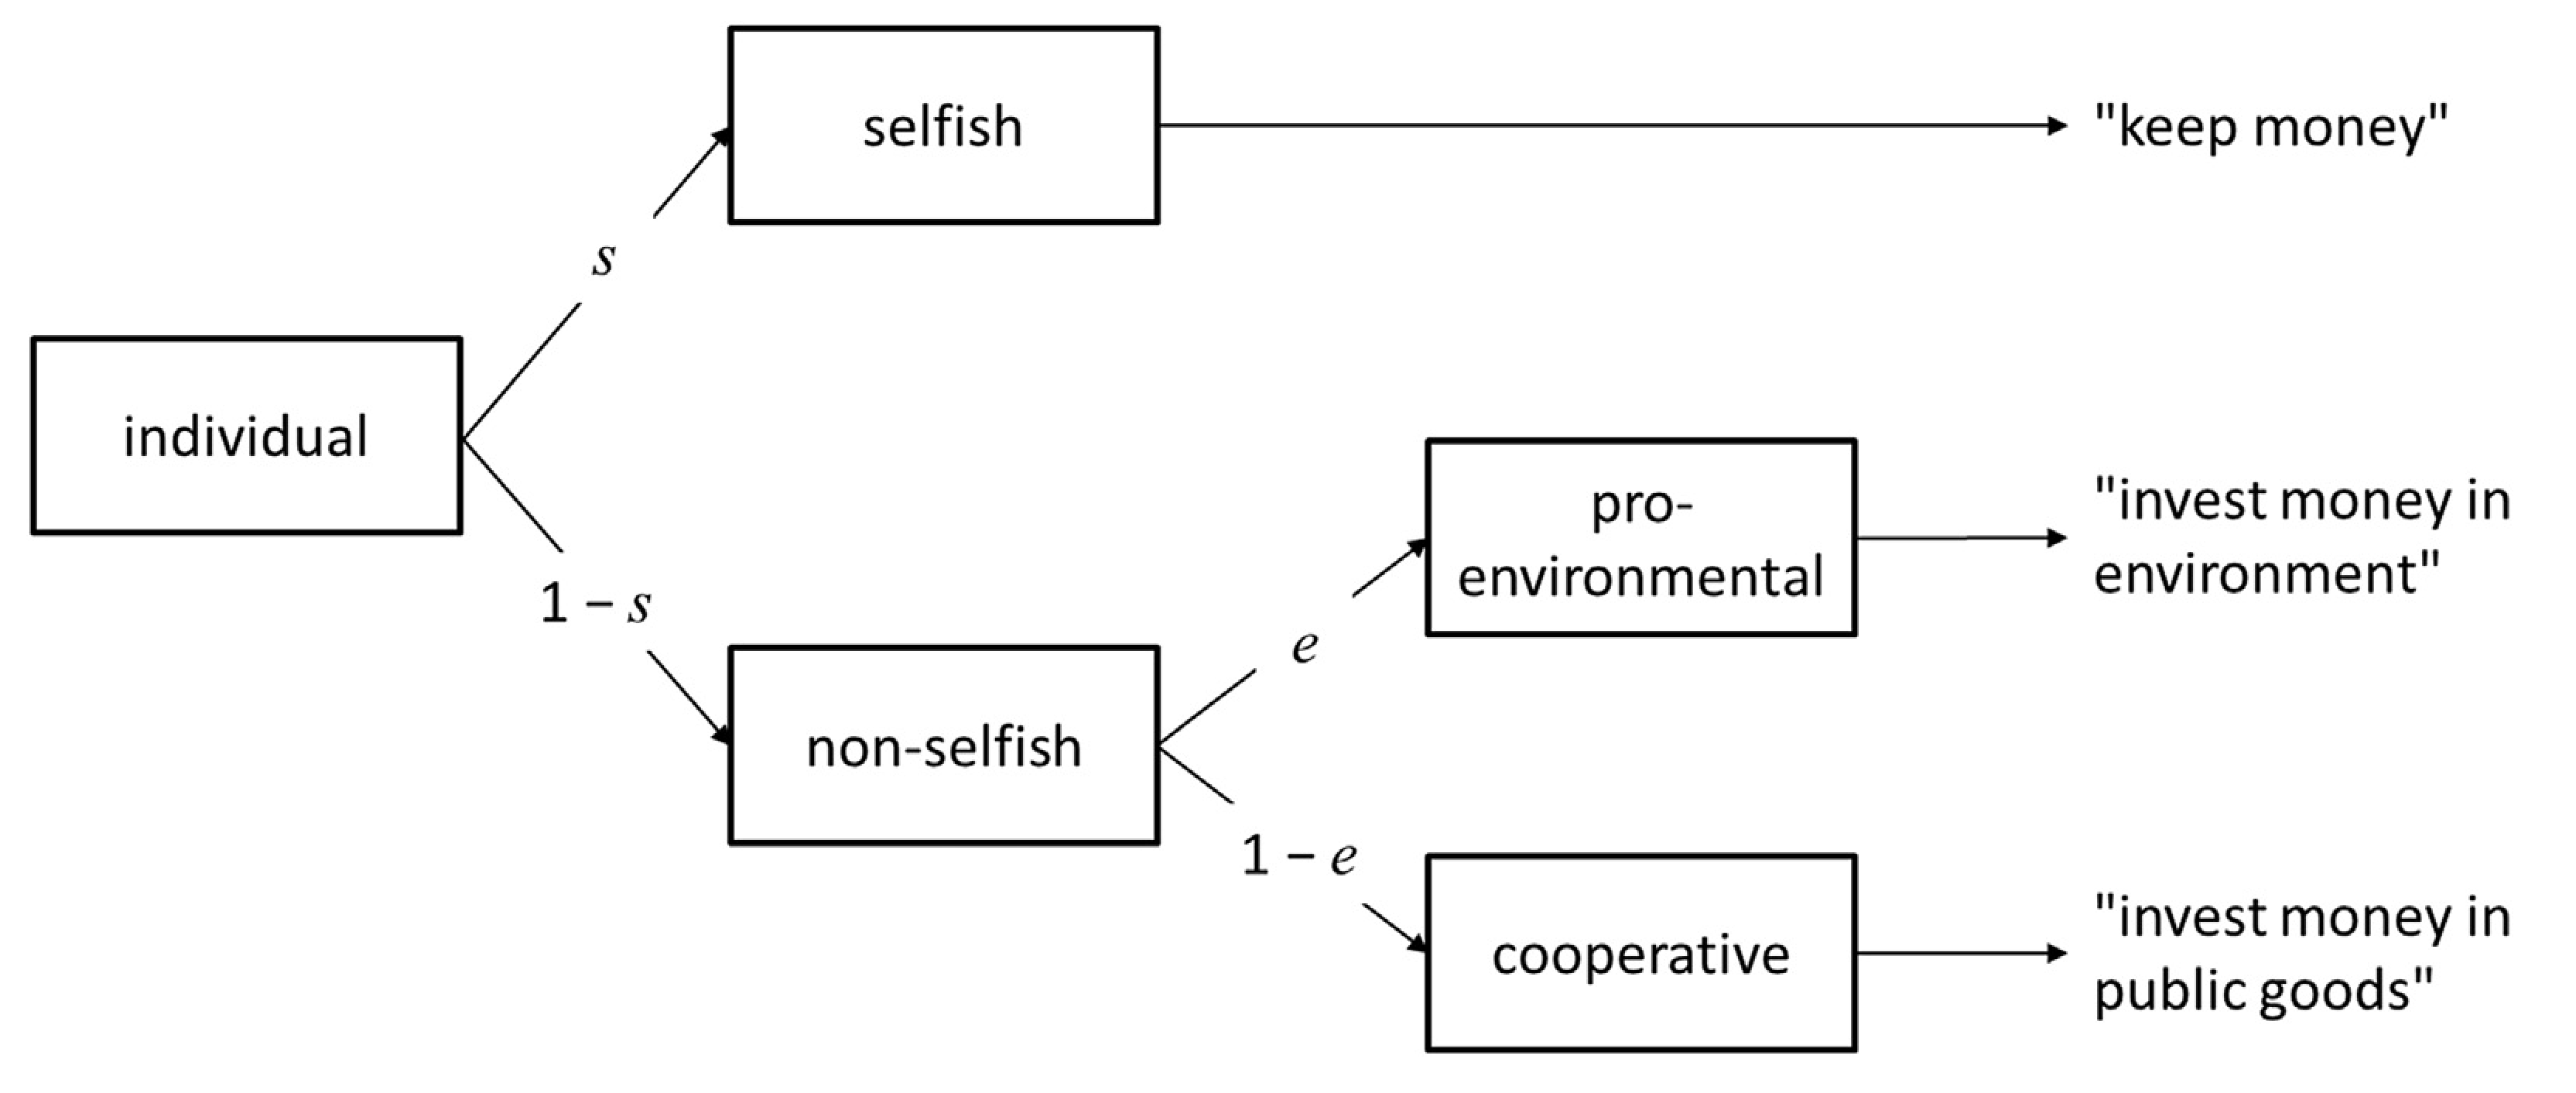 selfish
"keep money"
s
individual
1 − s
non-selfish
e
pro-
environmental
"invest money in
environment"
1 − e
cooperative
"invest money in
public goods"